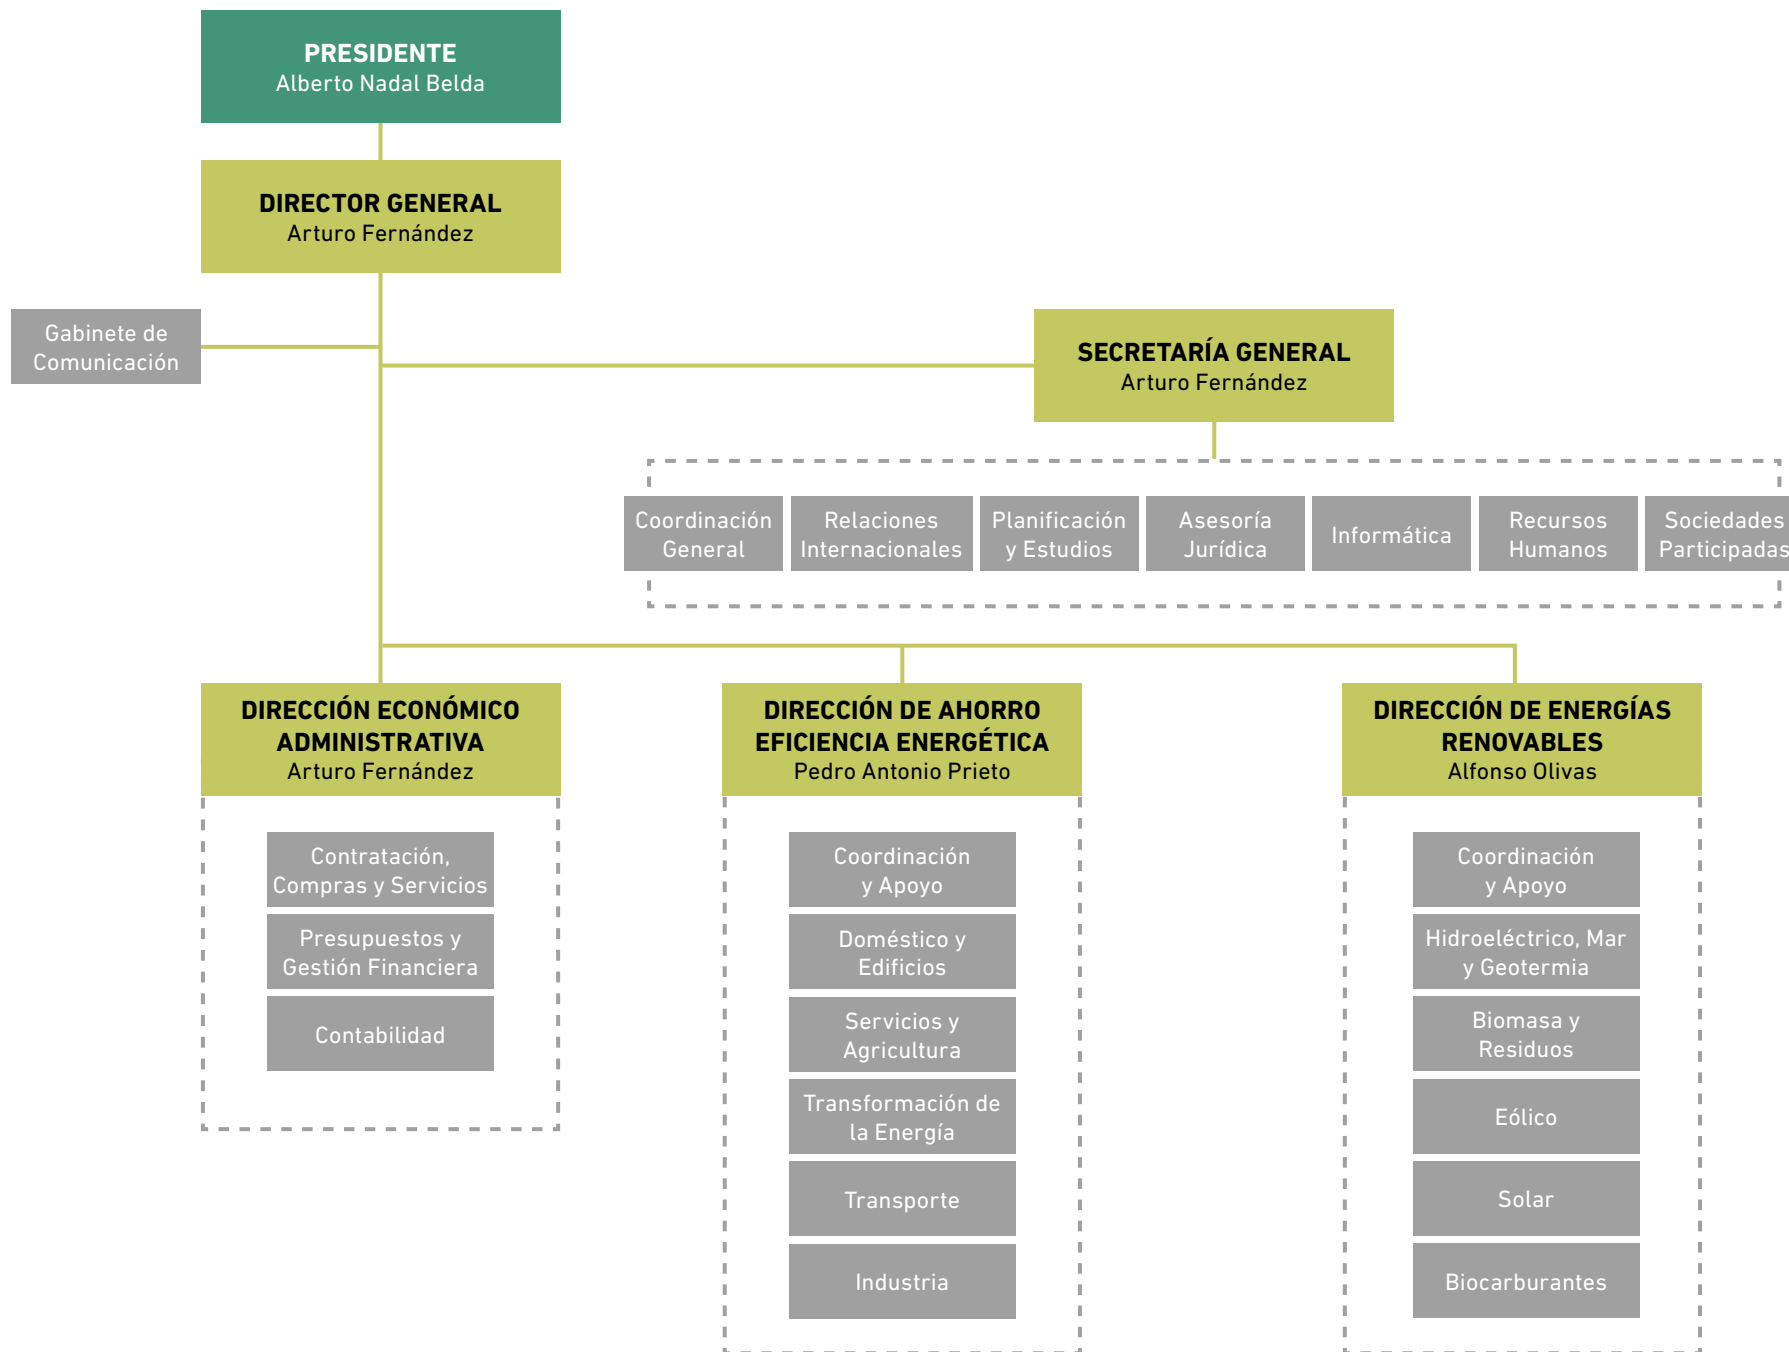 PRESIDENTE
Alberto Nadal Belda
DIRECTOR GENERAL
Arturo Fernández
Gabinete de
Comunicación
SECRETARÍA GENERAL
Arturo Fernández
Coordinación
General
Relaciones
Internacionales
Planificación
y Estudios
Asesoría
Jurídica
Informática
Recursos
Humanos
Sociedades
Participadas
DIRECCIÓN ECONÓMICO
ADMINISTRATIVA
Arturo Fernández
Contratación,
Compras y Servicios
Presupuestos y
Gestión Financiera
Contabilidad
DIRECCIÓN DE AHORRO
EFICIENCIA ENERGÉTICA
Pedro Antonio Prieto
Coordinación
y Apoyo
Doméstico y
Edificios
Servicios y
Agricultura
Transformación de
la Energía
Transporte
Industria
DIRECCIÓN DE ENERGÍAS
RENOVABLES
Alfonso Olivas
Coordinación
y Apoyo
Hidroeléctrico, Mar
y Geotermia
Biomasa y
Residuos
Eólico
Solar
Biocarburantes